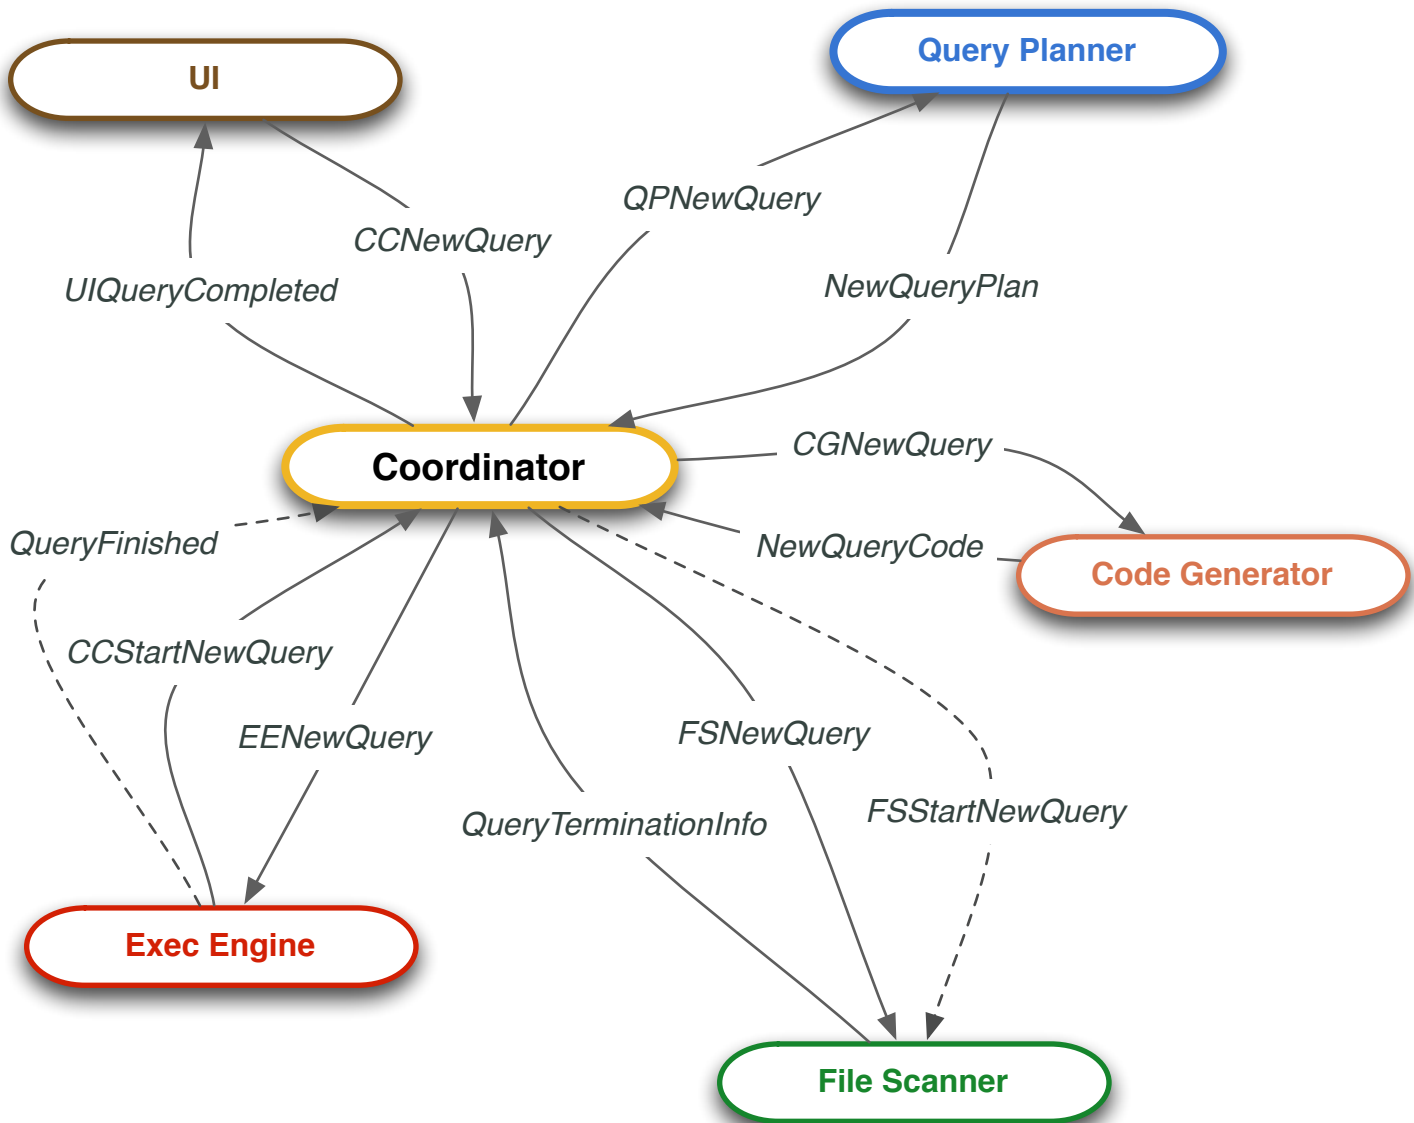 Query Planner
UI
QPNewQuery
CCNewQuery
NewQueryPlan
UIQueryCompleted
CGNewQuery
Coordinator
QueryFinished
NewQueryCode
Code Generator
CCStartNewQuery
EENewQuery
FSNewQuery
QueryTerminationInfo
FSStartNewQuery
Exec Engine
File Scanner